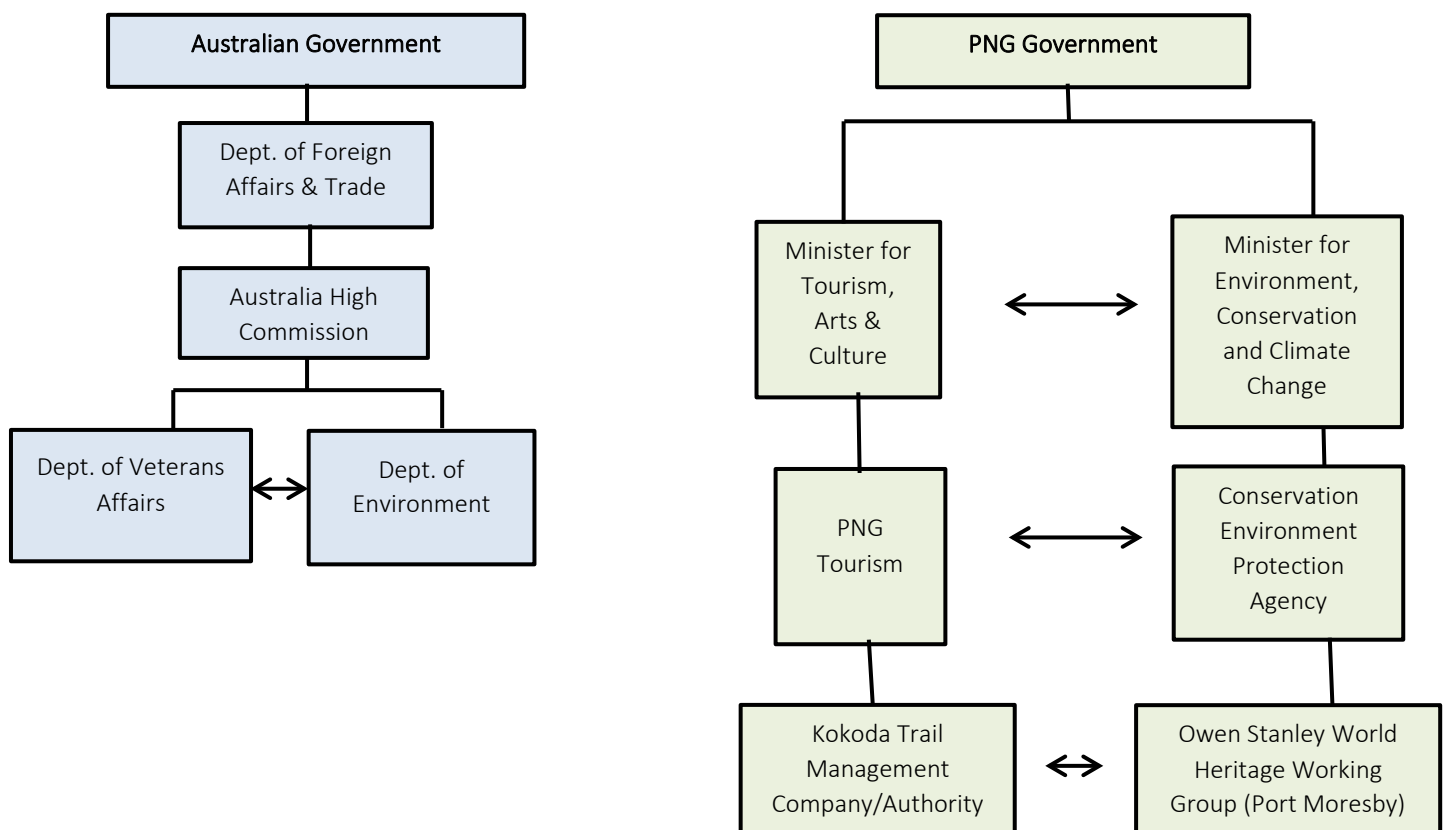 Australian Government
Dept. of Foreign
Affairs & Trade
Australia High
Commission
Dept. of Veterans
Affairs
Dept. of
Environment
PNG Government
Minister for
Tourism,
Arts &
Culture
Minister for
Environment,
Conservation
and Climate
Change
PNG
Tourism
Conservation
Environment
Protection
Agency
Kokoda Trail
Management
Company/Authority
Owen Stanley World
Heritage Working
Group (Port Moresby)